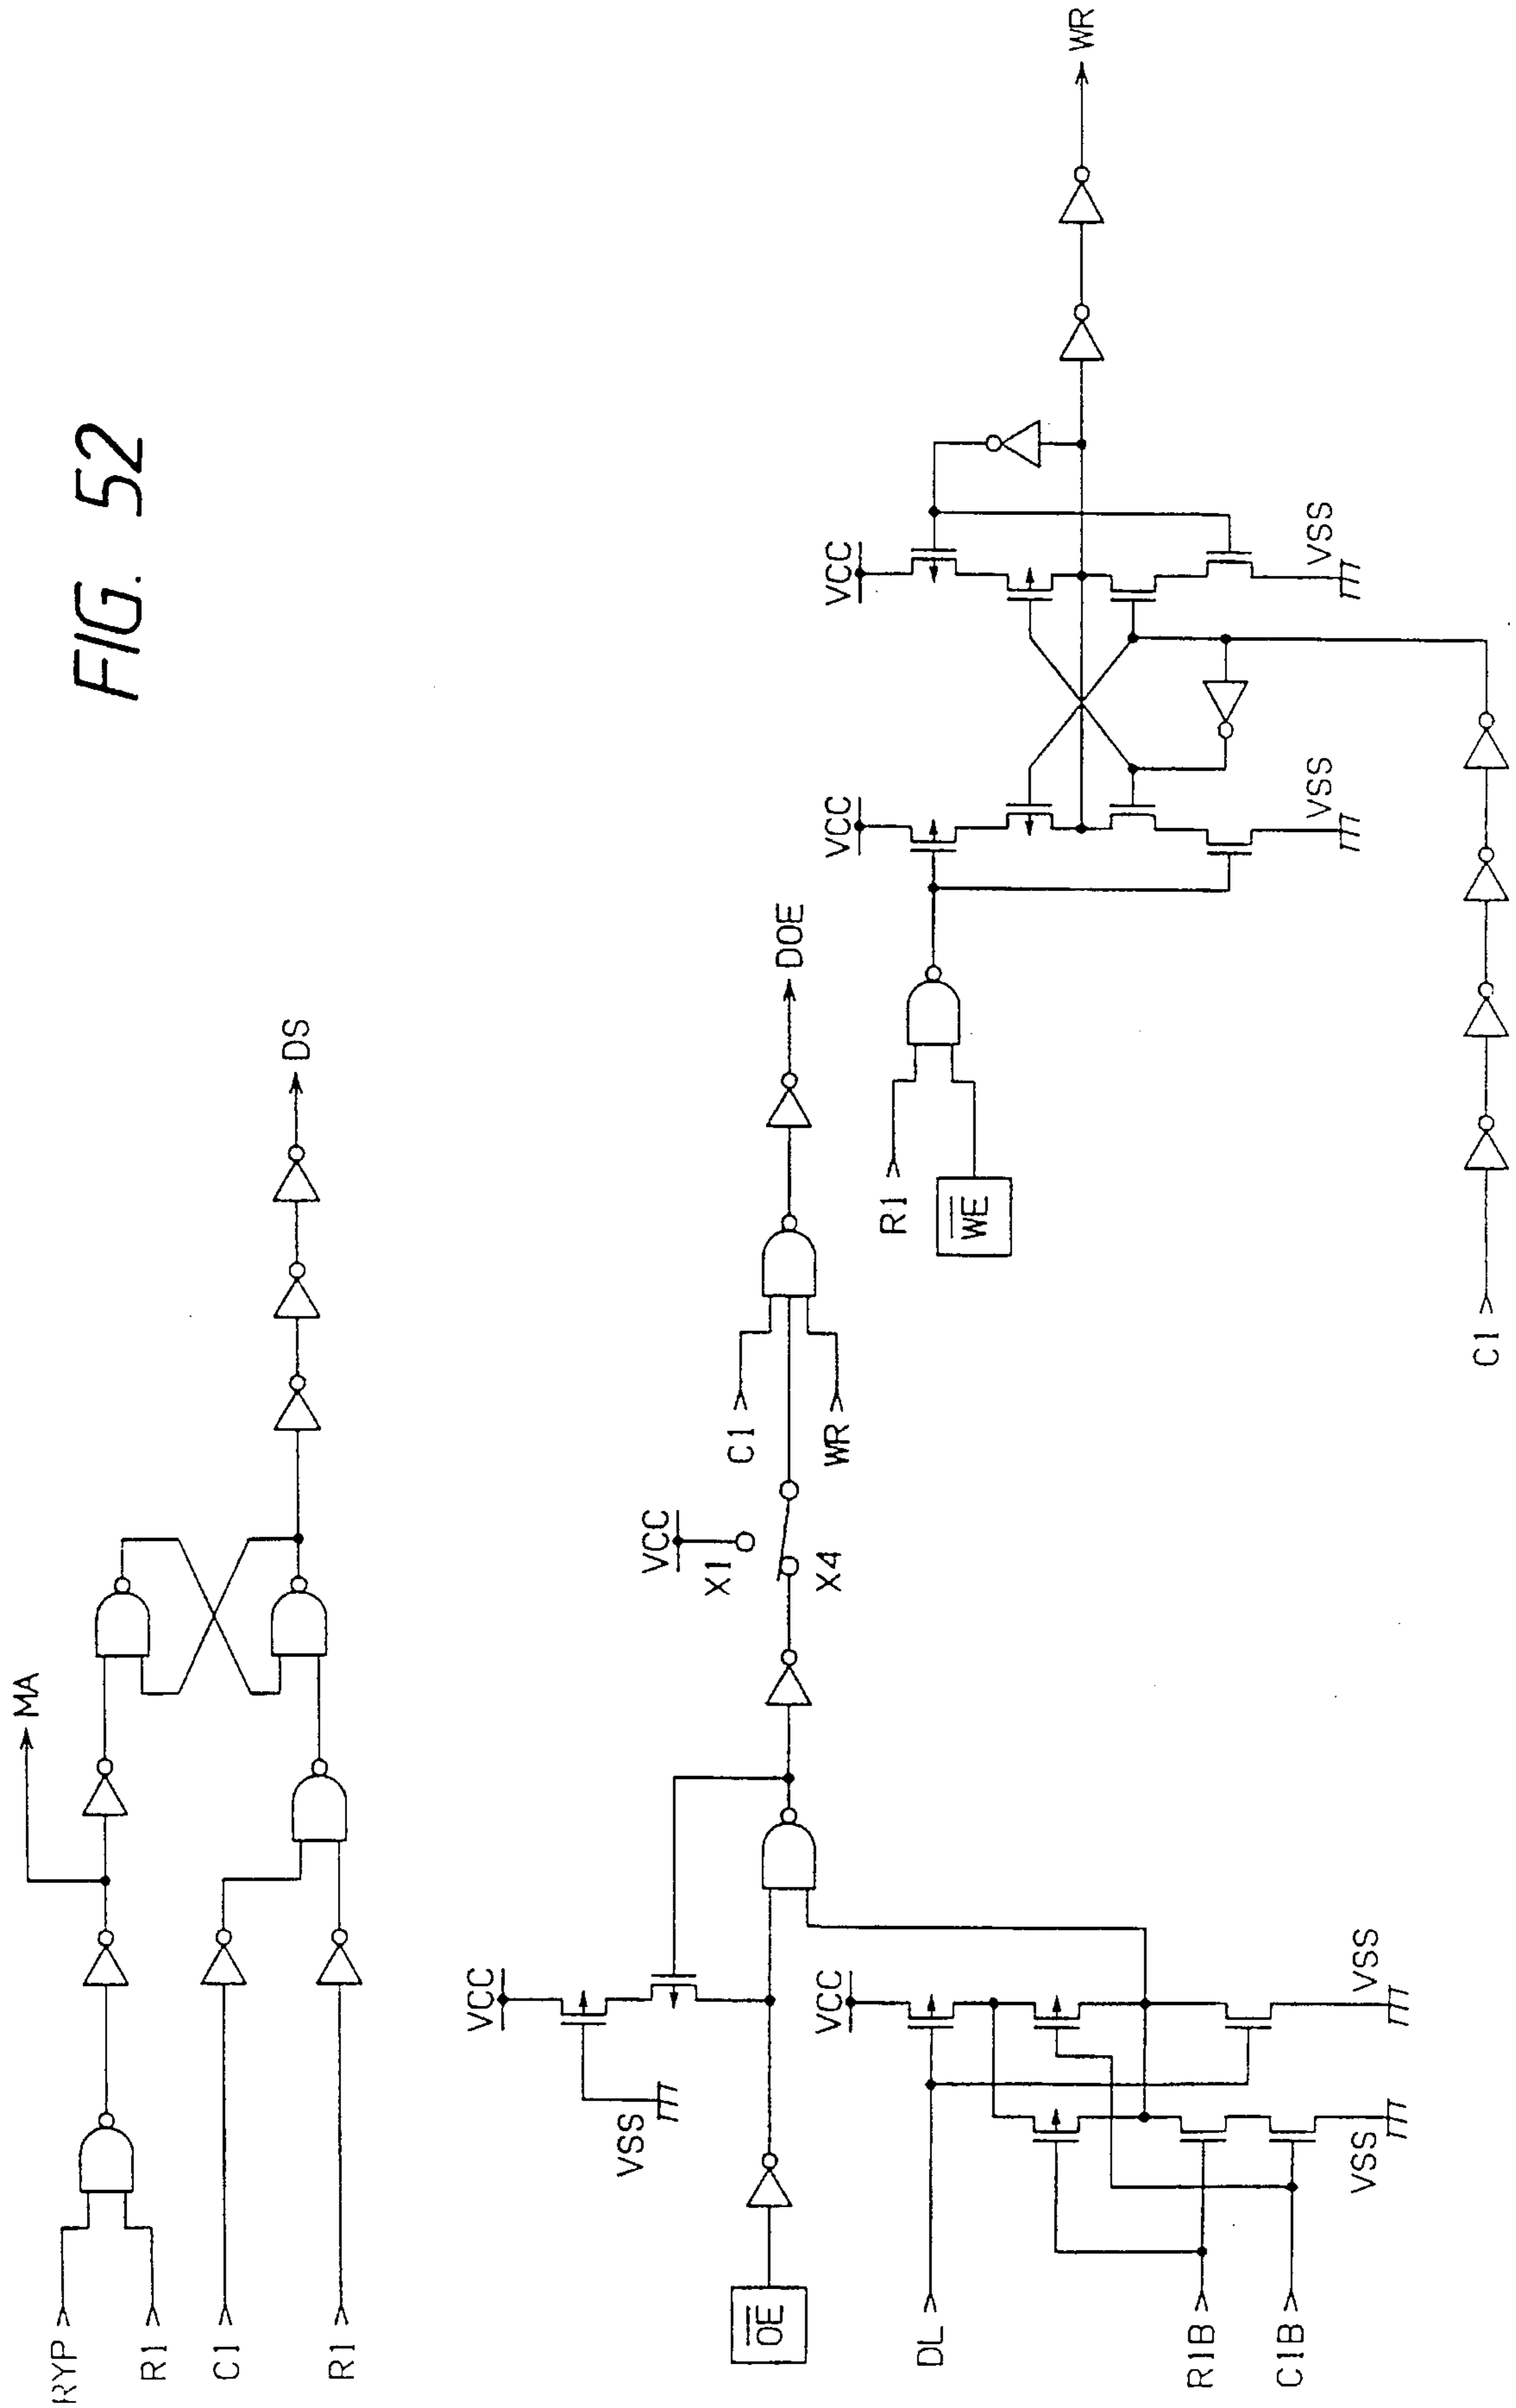 FIG. 52
RYP
R1
C1
R1
MA
DS
VCC
VSS
OE
VCC
DL
R1B
C1B
VSS
VSS
VCC
X1
X4
C1
WR
DOE
R1
WE
VCC
VCC
VSS
VSS
C1
WR